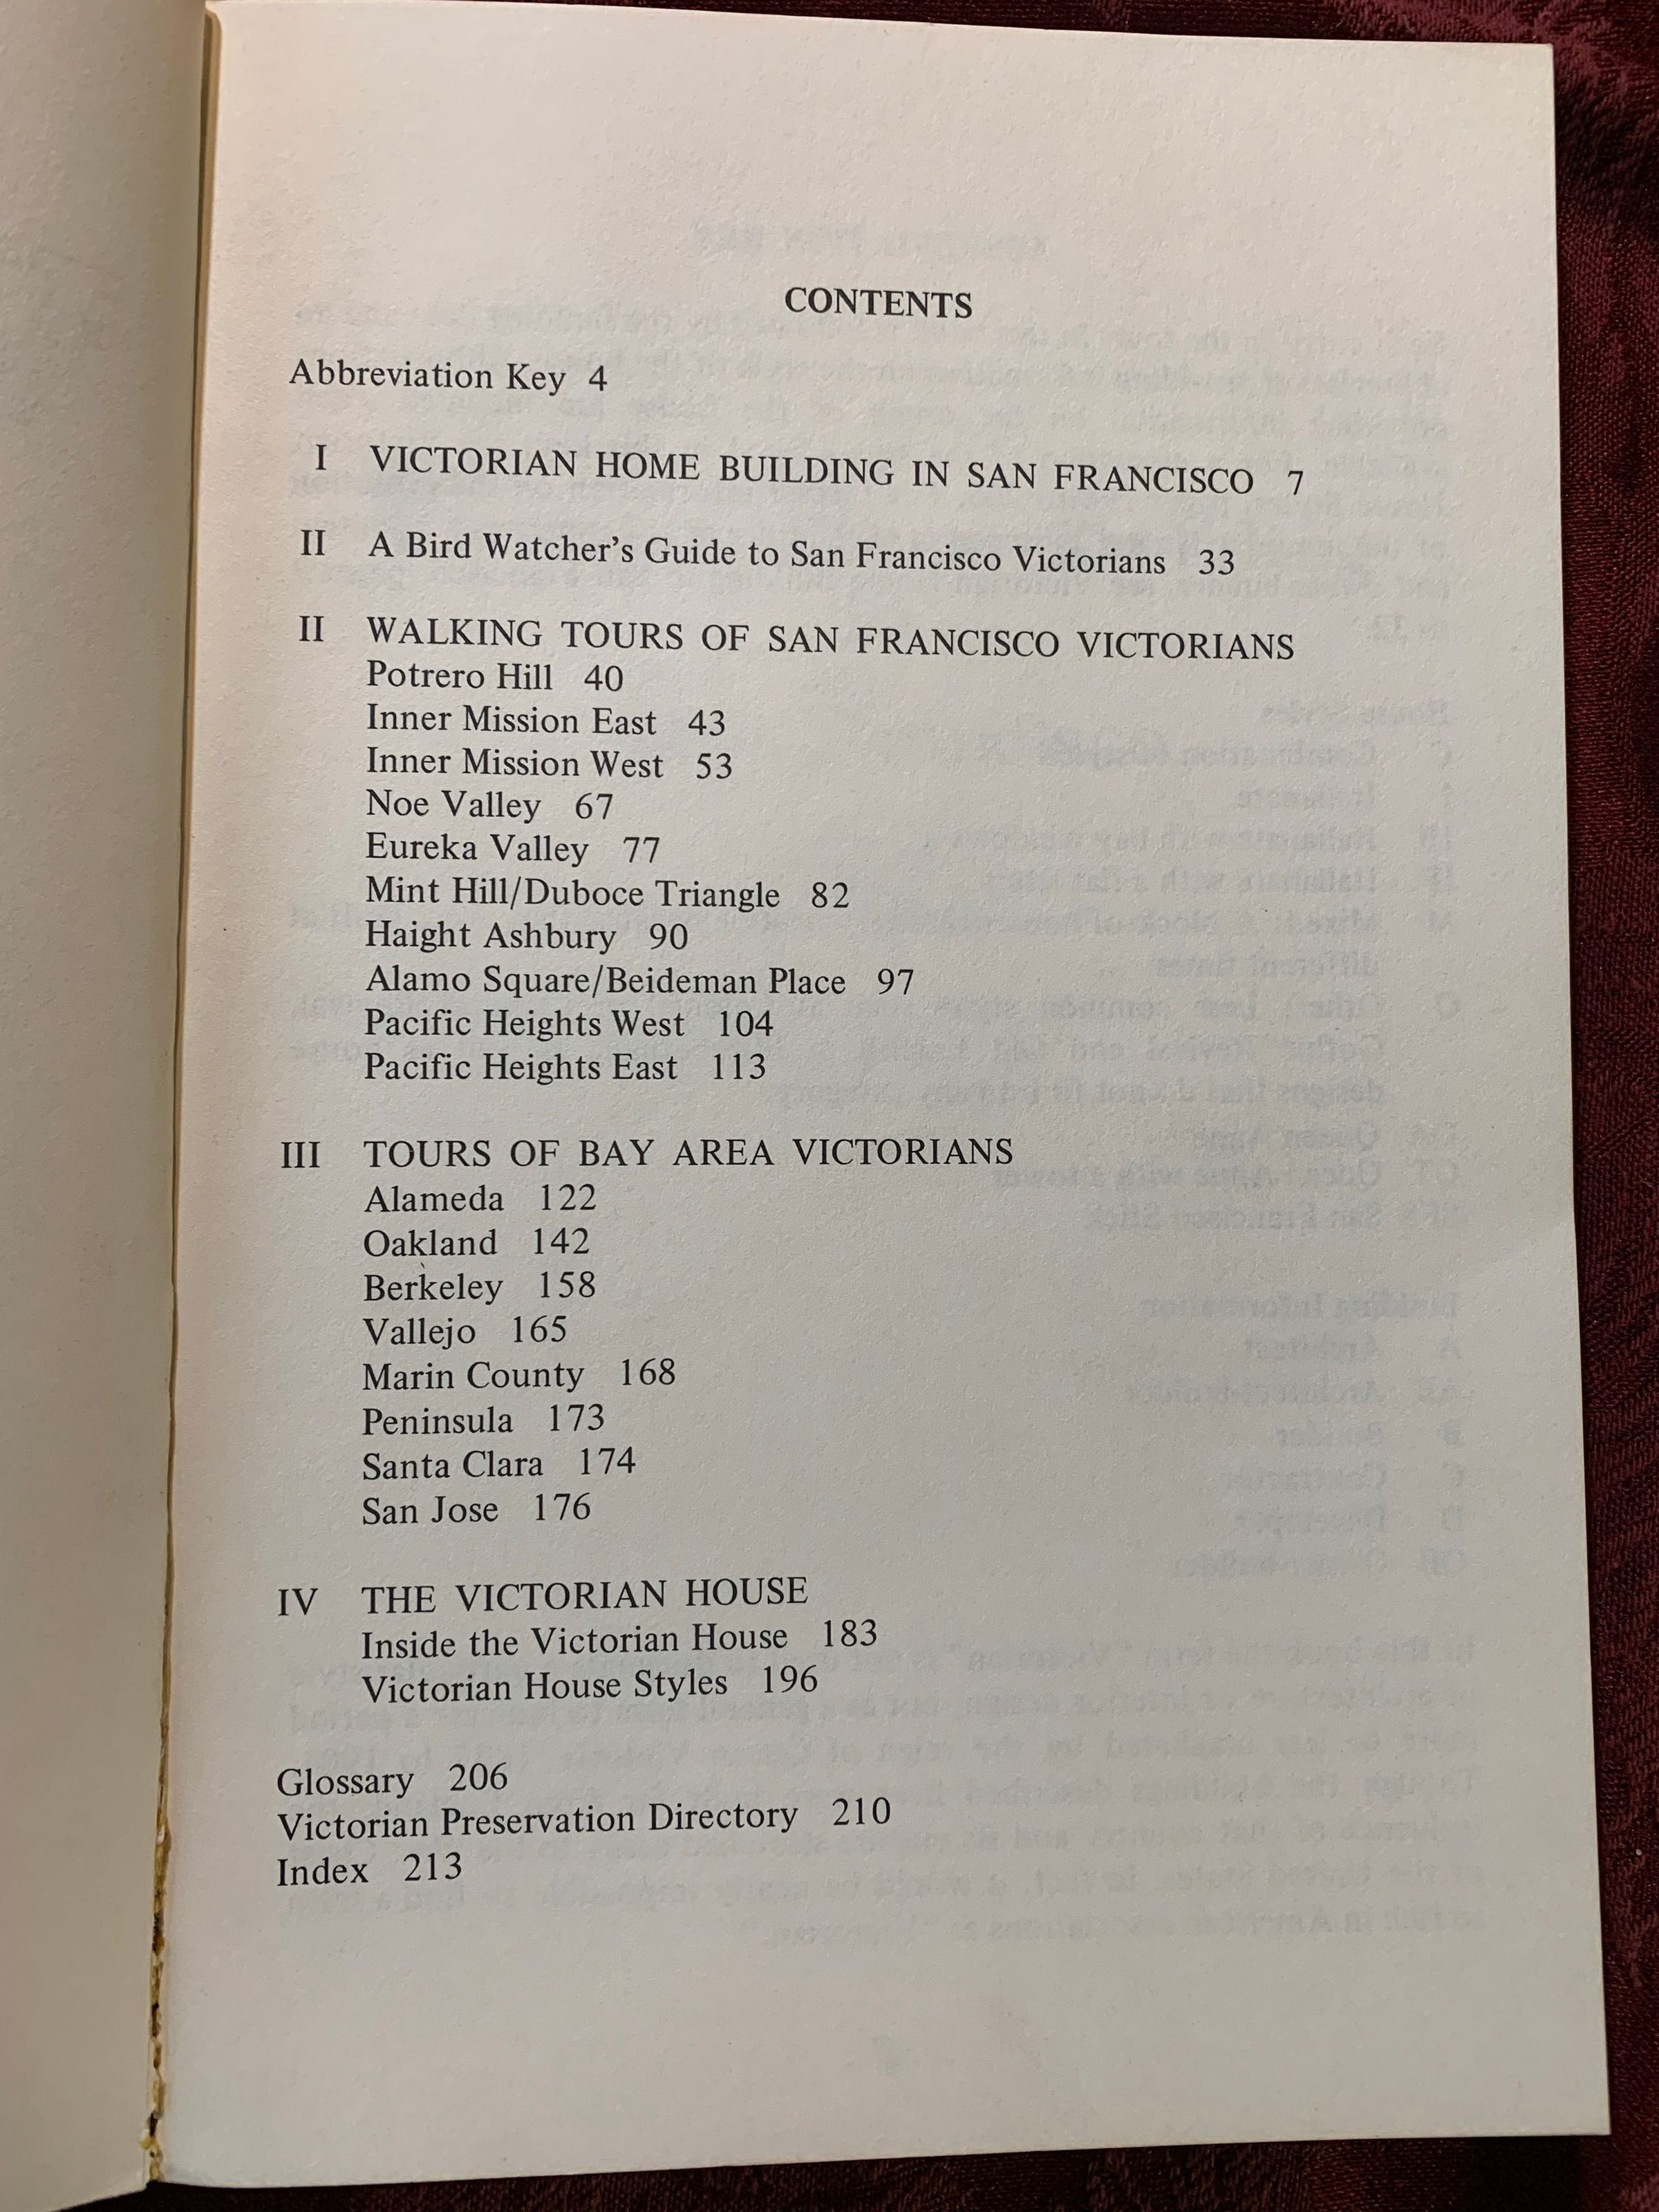 CONTENTS
Abbreviation Key 4
I VICTORIAN HOME BUILDING IN SAN FRANCISCO 7
II A Bird Watcher's Guide to San Francisco Victorians 33
II WALKING TOURS OF SAN FRANCISCO VICTORIANS
Potrero Hill 40
Inner Mission East 43
Inner Mission West 53
Noe Valley 67
Eureka Valley 77
Mint Hill/Duboce Triangle 82
Haight Ashbury 90
Alamo Square/Beideman Place 97
Pacific Heights West 104
Pacific Heights East 113
III TOURS OF BAY AREA VICTORIANS
Alameda 122
Oakland 142
Berkeley 158
Vallejo 165
Marin County 168
Peninsula 173
Santa Clara 174
San Jose 176
IV THE VICTORIAN HOUSE
Inside the Victorian House 183
Victorian House Styles 196
Glossary 206
Victorian Preservation Directory 210
Index 213